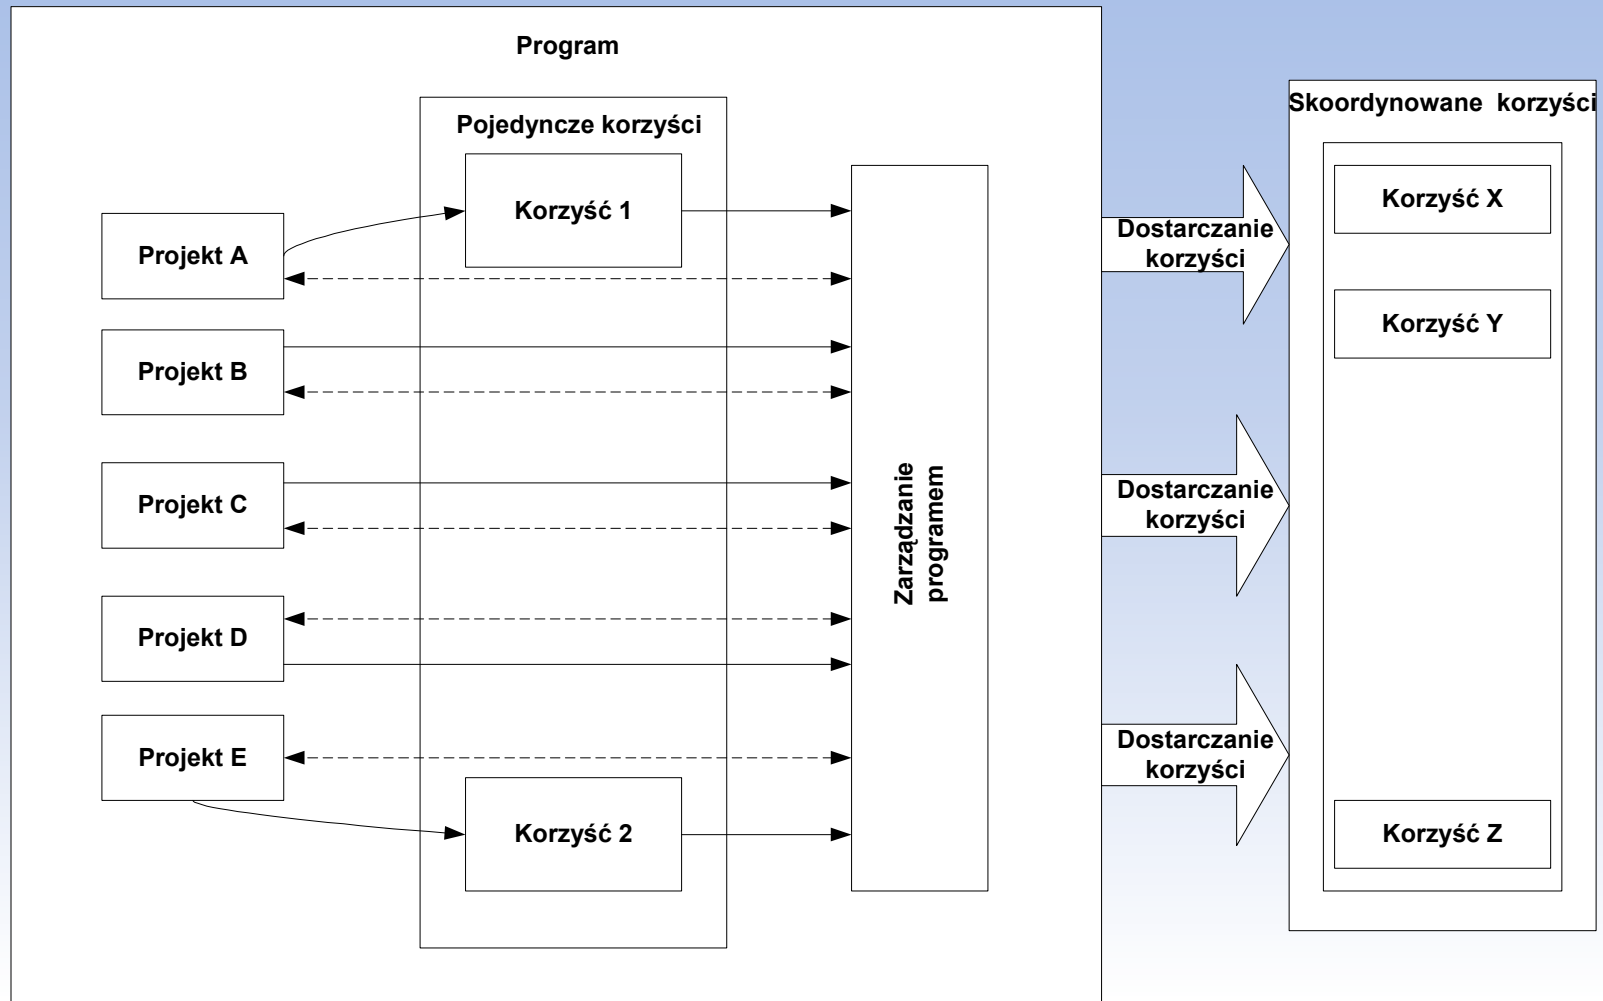 Program
Pojedyncze korzyści
Korzyść 1
Projekt A
Projekt B
Projekt C
Projekt D
Projekt E
Korzyść 2
Zarządzanie
programem
Dostarczanie
korzyści
Dostarczanie
korzyści
Dostarczanie
korzyści
Skoordynowane korzyści
Korzyść X
Korzyść Y
Korzyść Z